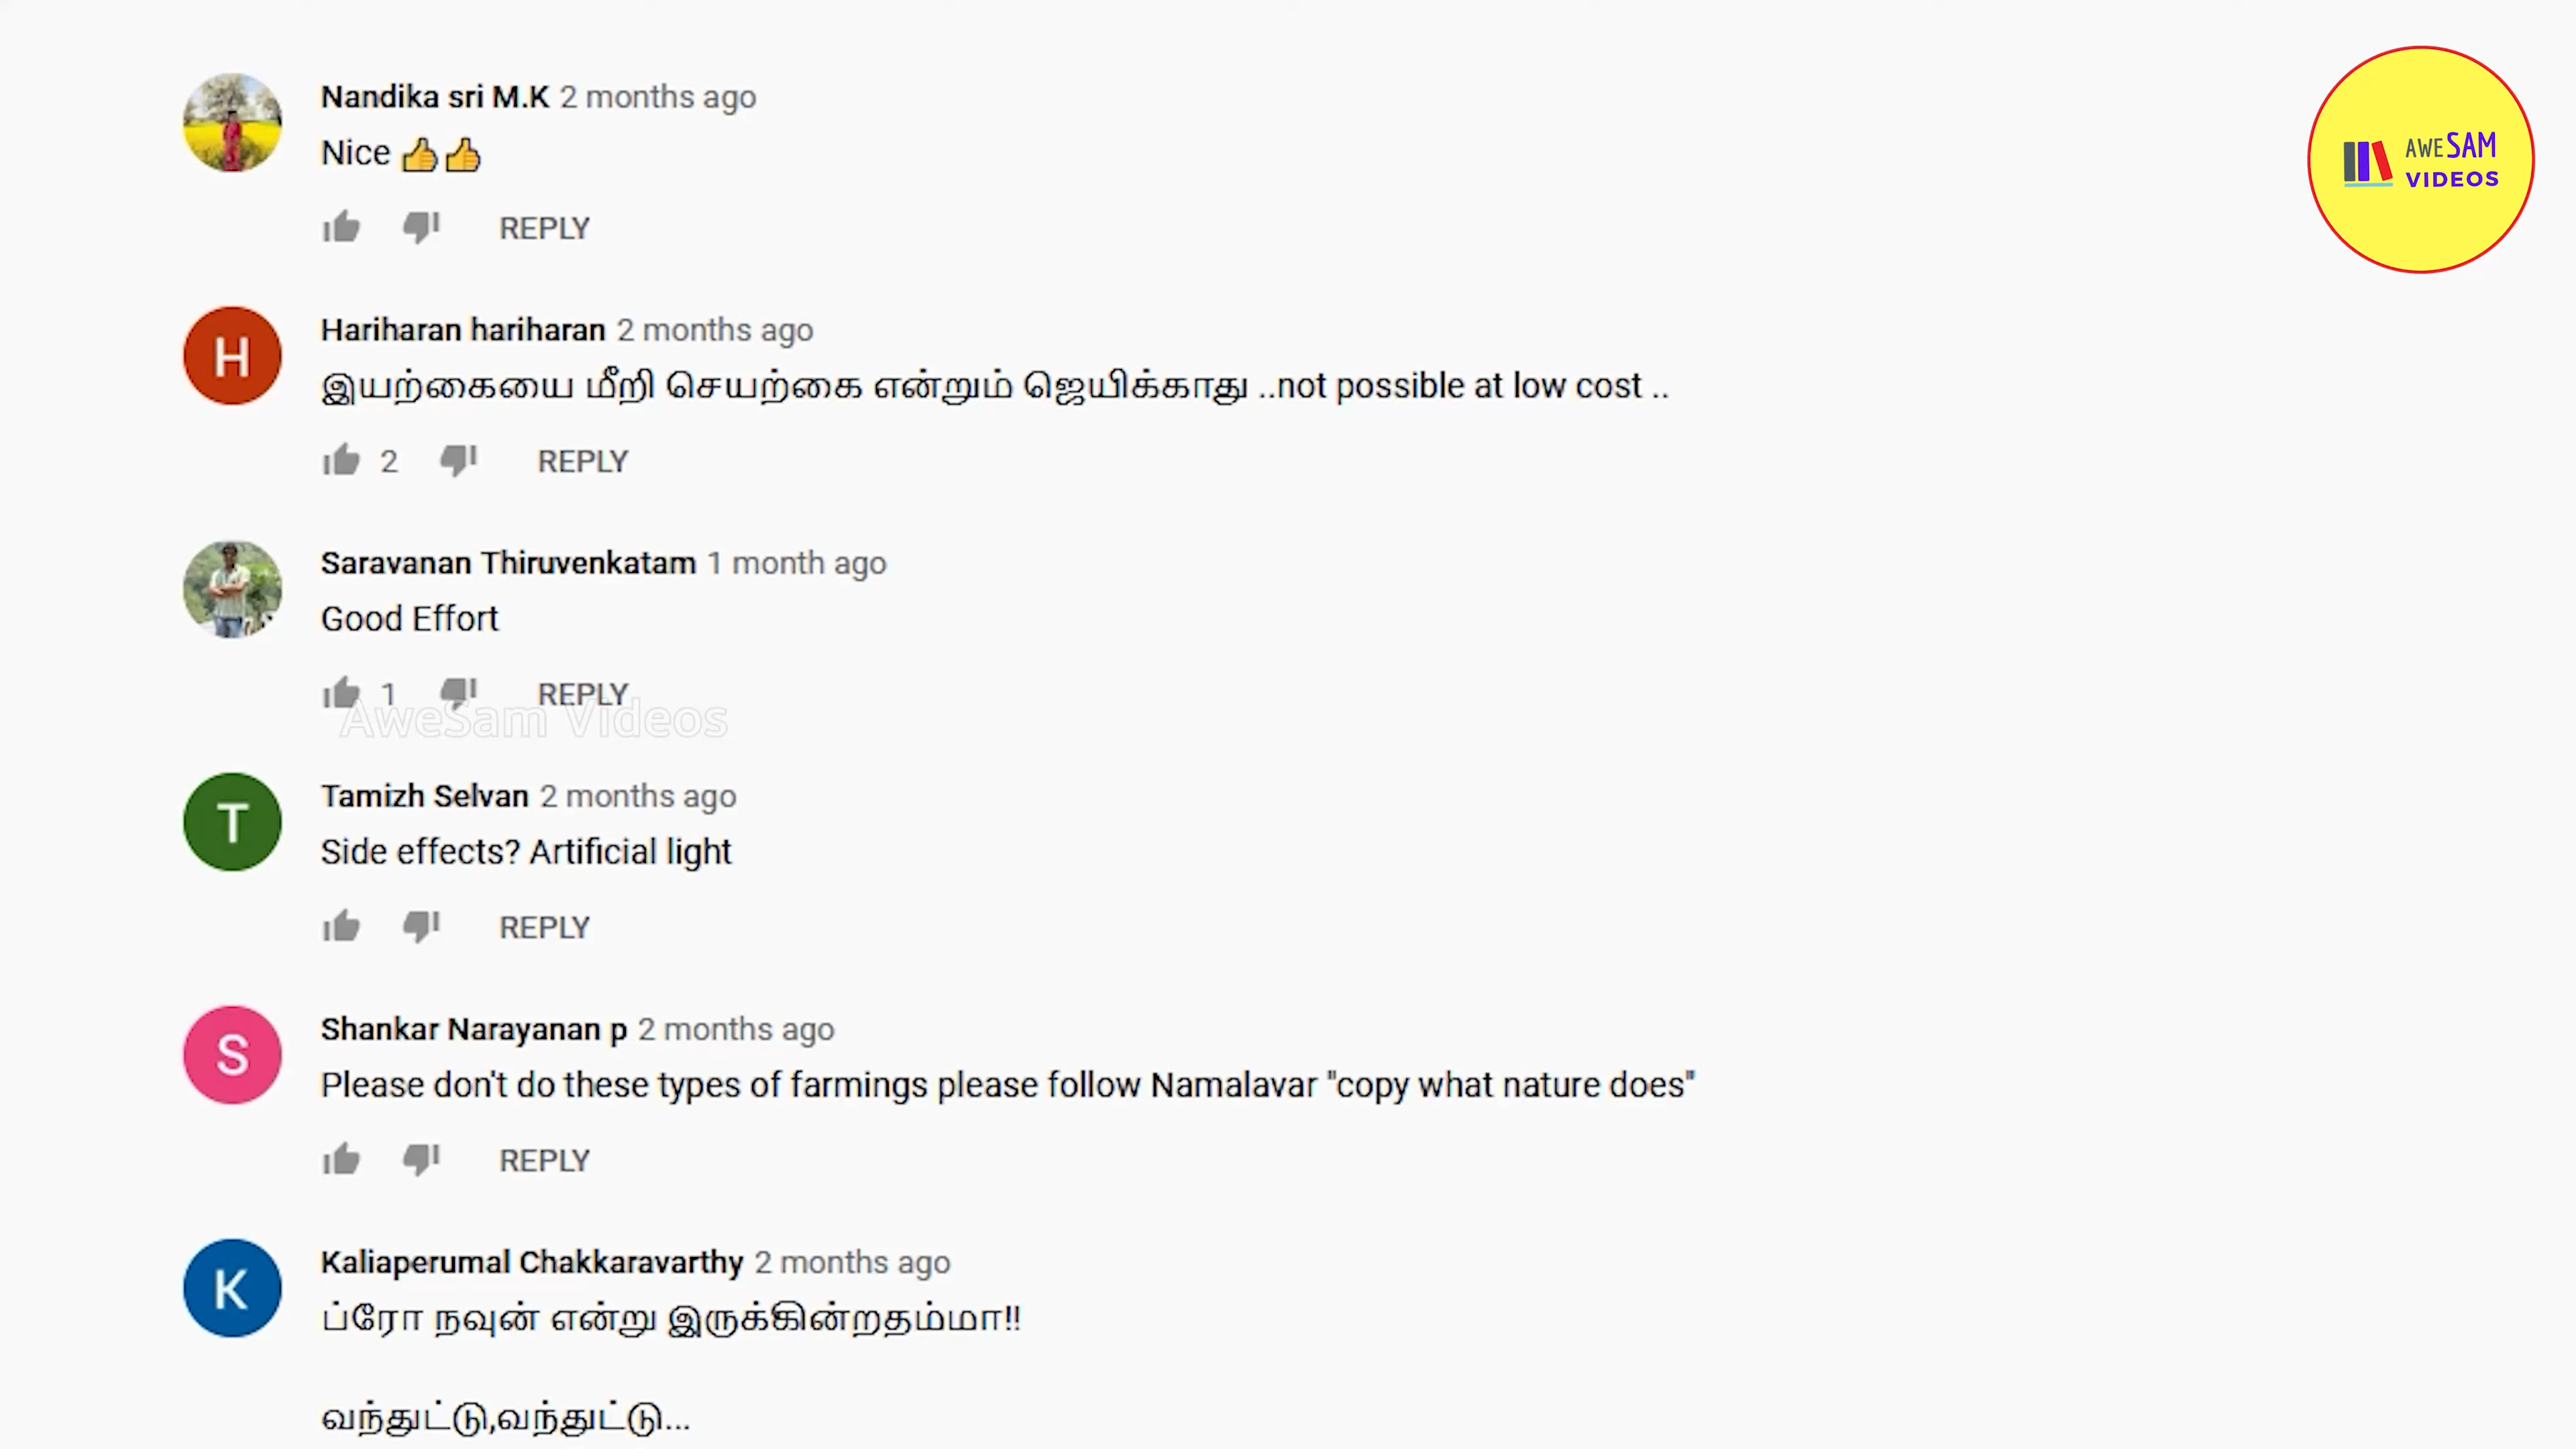 Nandika sri M.K 2 months ago
Nice 👍👍
REPLY
Hariharan hariharan 2 months ago
இயற்கையை மீறி செயற்கை என்றும் ஜெயிக்காது ..not possible at low cost ..
2 REPLY
Saravanan Thiruvenkatam 1 month ago
Good Effort
1 REPLY
AweSam Videos
Tamizh Selvan 2 months ago
Side effects? Artificial light
REPLY
Shankar Narayanan p 2 months ago
Please don't do these types of farmings please follow Namalavar "copy what nature does"
REPLY
Kaliaperumal Chakkaravarthy 2 months ago
ப்ரோ நவுன் என்று இருக்கின்றதம்மா!!
வந்துட்டு,வந்துட்டு...
H
T
S
K
AWESAM
VIDEOS